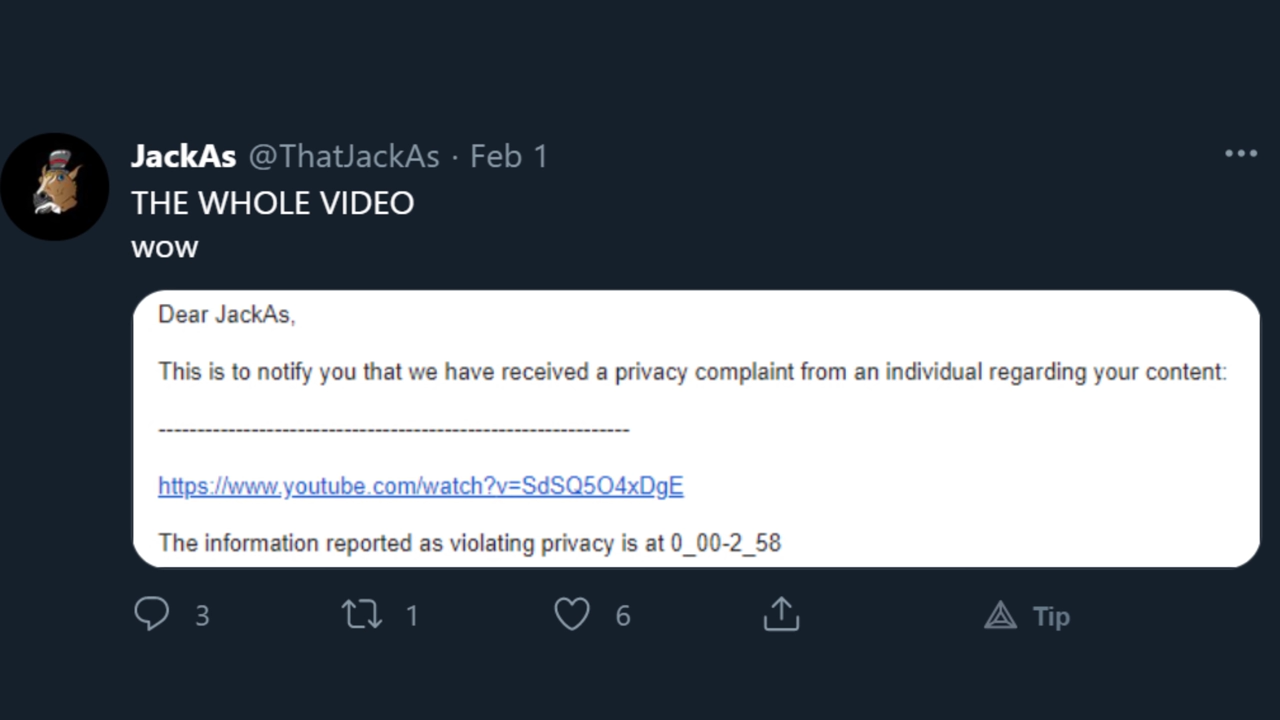 JackAs @ThatJackAs · Feb 1
THE WHOLE VIDEO
wow
Dear JackAs,
This is to notify you that we have received a privacy complaint from an individual regarding your content:
-------------------------------------------------------------
https://www.youtube.com/watch?v=SdSQ5O4xDgE
The information reported as violating privacy is at 0_00-2_58
3 1 6 Tip